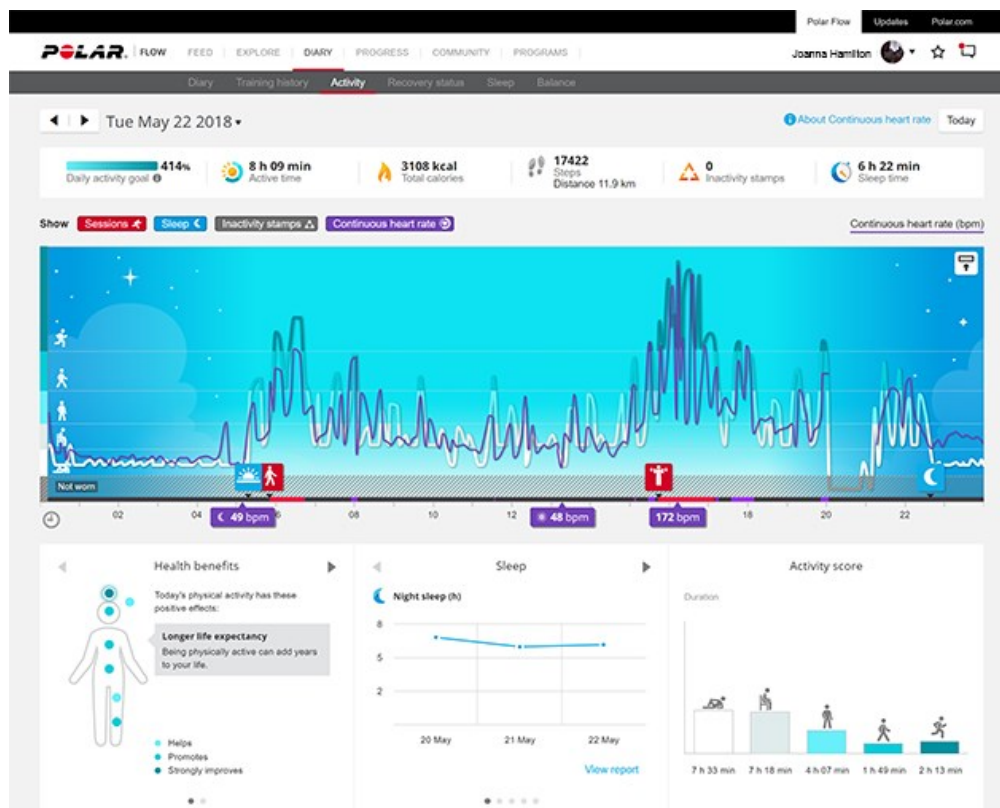 Polar Flow Updates Polar.com
POLAR. FLOW FEED EXPLORE DIARY PROGRESS COMMUNITY PROGRAMS Joanna Hamilton
Diary Training history Activity Recovery status Sleep Balance
Tue May 22 2018 About Continuous heart rate Today
414% 8 h 09 min 3108 kcal 17422 0 6 h 22 min
Daily activity goal Active time Total calories Steps Inactivity stamps Sleep time
Distance 11.9 km
Show Sessions Sleep Inactivity stamps Continuous heart rate Continuous heart rate (bpm)
Not worn
02 04 6 08 10 12 18 20 22
49 bpm 48 bpm 172 bpm
Health benefits Sleep Activity score
Today's physical activity has these
positive effects:
Longer life expectancy
Being physically active can add years
to your life.
Helps
Promotes
Strongly improves
Night sleep (h)
8
5
2
20 May 21 May 22 May
View report
Duration
7 h 33 min 7 h 18 min 4 h 07 min 1 h 49 min 2 h 13 min